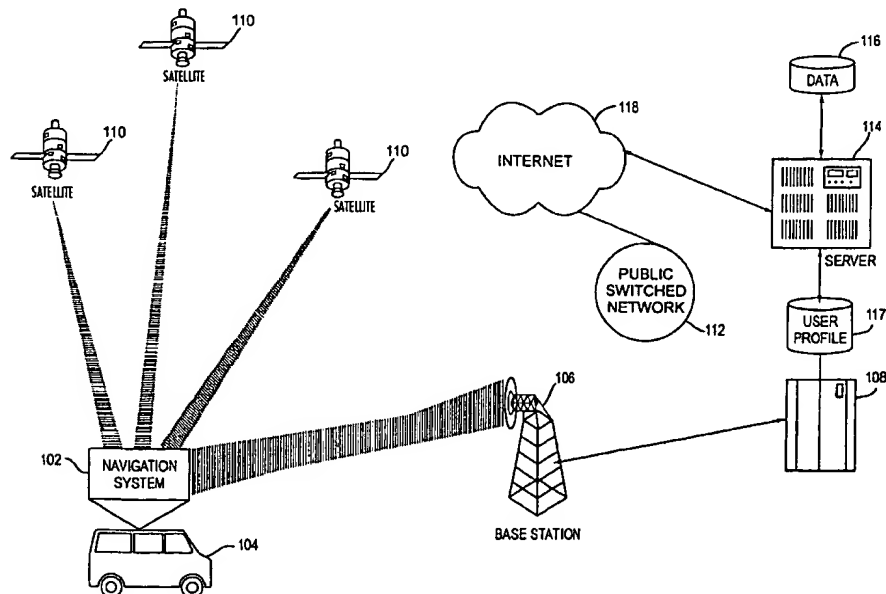 110
SATELLITE
110
SATELLITE
110
SATELLITE
116
DATA
118
INTERNET
114
SERVER
PUBLIC
SWITCHED
NETWORK
112
USER
PROFILE
117
106
108
102
NAVIGATION
SYSTEM
BASE STATION
104